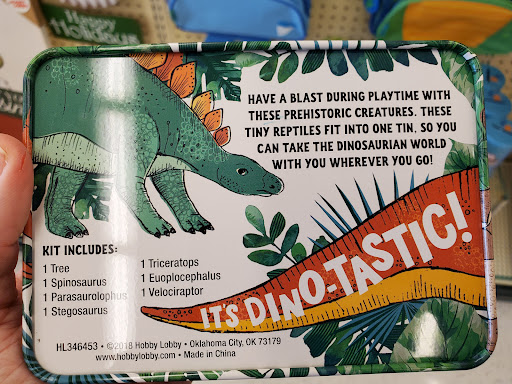 Happy
HAVE A BLAST DURING PLAYTIME WITH
THESE PREHISTORIC CREATURES. THESE
TINY REPTILES FIT INTO ONE TIN, SO YOU
CAN TAKE THE DINOSAURIAN WORLD
WITH YOU WHEREVER YOU GO!
IT'S DINO-TASTIC!
KIT INCLUDES:
1 Tree
1 Spinosaurus
1 Parasaurolophus
1 Stegosaurus
1 Triceratops
1 Euoplocephalus
1 Velociraptor
HL346453 • ©2018 Hobby Lobby • Oklahoma City, OK 73179
www.hobbylobby.com • Made in China